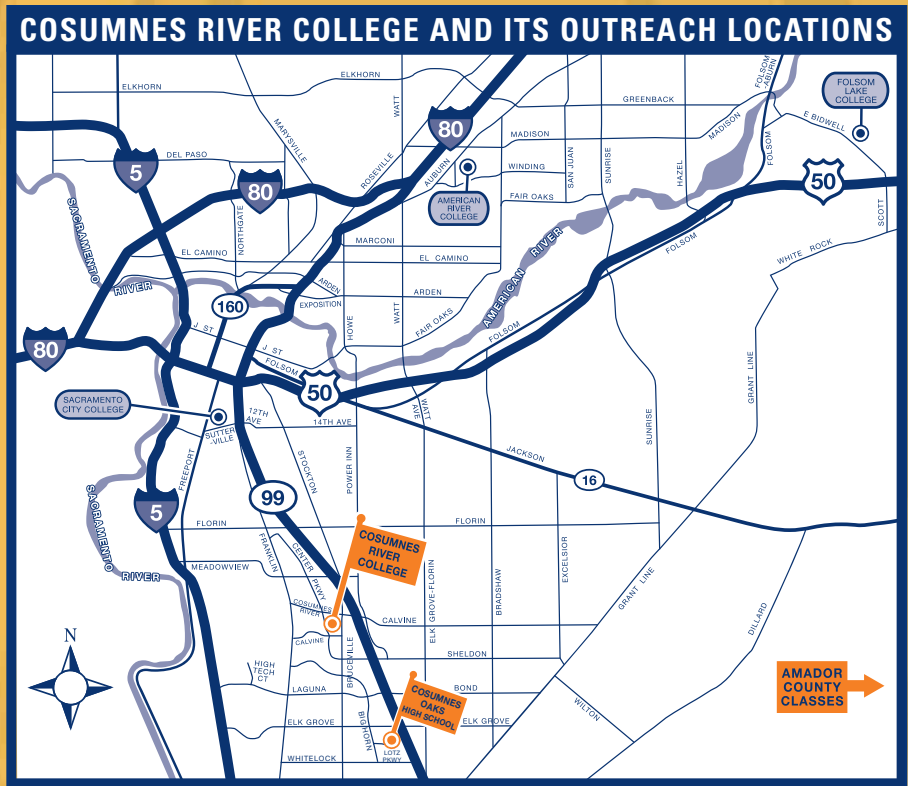 COSUMNES RIVER COLLEGE AND ITS OUTREACH LOCATIONS
ELKHORN
ELKHORN
WATT
MARYSVILLE
80
GREENBACK
FOLSOM
-AUBURN
FOLSOM
LAKE
COLLEGE
E BIDWELL
MADISON
MADISON
FOLSOM
DEL PASO
5
80
ROSEVILLE
AUBURN
WINDING
SAN JUAN
SUNRISE
HAZEL
50
AMERICAN
RIVER
COLLEGE
FAIR OAKS
SCOTT
NORTHGATE
SACRAMENTO
RIVER
EL CAMINO
MARCONI
EL CAMINO
AMERICAN RIVER
FOLSOM
WHITE ROCK
160
ARDEN
EXPOSITION
ARDEN
WATT
HOWE
FAIR OAKS
FOLSOM
J ST
J ST
FOLSOM
80
50
GRANT LINE
SACRAMENTO
CITY COLLEGE
12TH
AVE
14TH AVE
SUTTER
-VILLE
WATT
AVE
SUNRISE
FREEPORT
STOCKTON
POWER INN
JACKSON
16
99
5
SACRAMENTO
RIVER
FLORIN
FLORIN
FRANKLIN
CENTER PKWY
COSUMNES
RIVER
COLLEGE
MEADOWVIEW
ELK GROVE-FLORIN
BRADSHAW
EXCELSIOR
GRANT LINE
DILLARD
COSUMNES
RIVER
CALVINE
CALVINE
BRUCEVILLE
SHELDON
N
HIGH
TECH
CT
LAGUNA
BOND
COSUMNES
OAKS
HIGH SCHOOL
WILTON
AMADOR
COUNTY
CLASSES
ELK GROVE
BIGHORN
ELK GROVE
LOTZ
PKWY
WHITELOCK